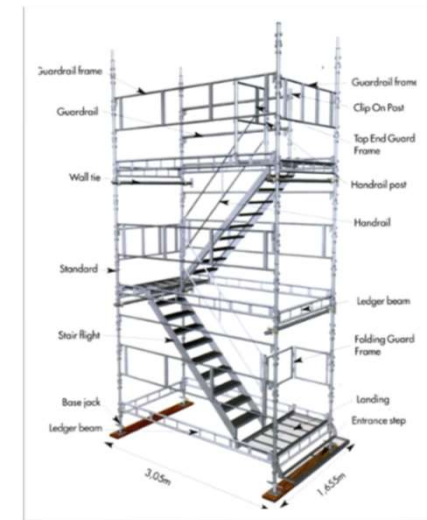 Guardrail frame
Guardrail frame
Guardrail
Clip On Post
Top End Guard
Frame
Wall tie
Handrail post
Handrail
Standard
Ledger beam
Stair flight
Folding Guard
Frame
Base jack
Landing
Ledger beam
Entrance step
3,05m
1,655m